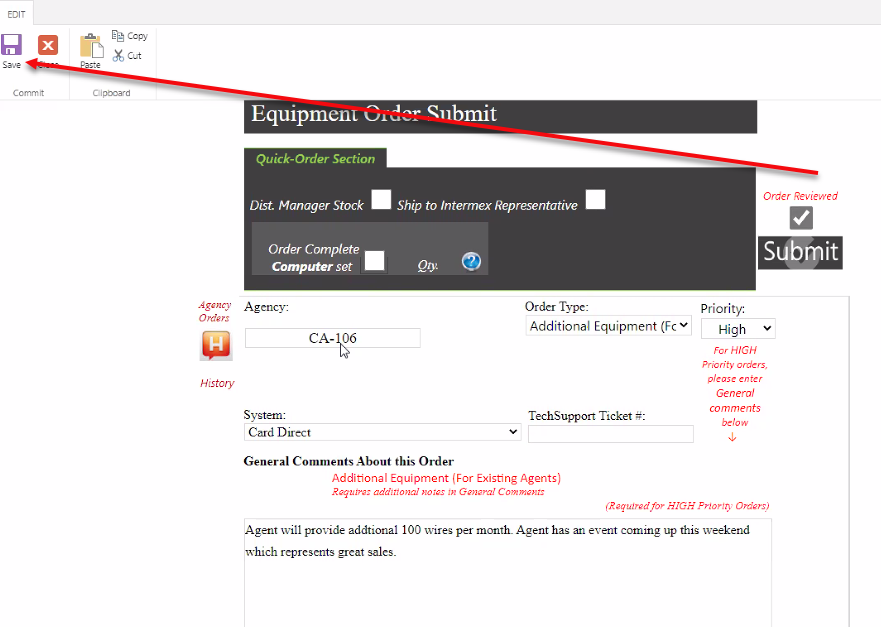 EDIT
Save
Close
Paste
Copy
Cut
Commit
Clipboard
Equipment Order Submit
Quick-Order Section
Dist. Manager Stock
Ship to Intermex Representative
Order Complete
Computer set
Qty.
?
Order Reviewed
Submit
Agency
Orders
H
History
Agency:
CA-106
Order Type:
Additional Equipment (Fo
Priority:
High
For HIGH
Priority orders,
please enter
General
comments
below
↓
System:
Card Direct
TechSupport Ticket #:
General Comments About this Order
Additional Equipment (For Existing Agents)
Requires additional notes in General Comments
(Required for HIGH Priority Orders)
Agent will provide addtional 100 wires per month. Agent has an event coming up this weekend
which represents great sales.